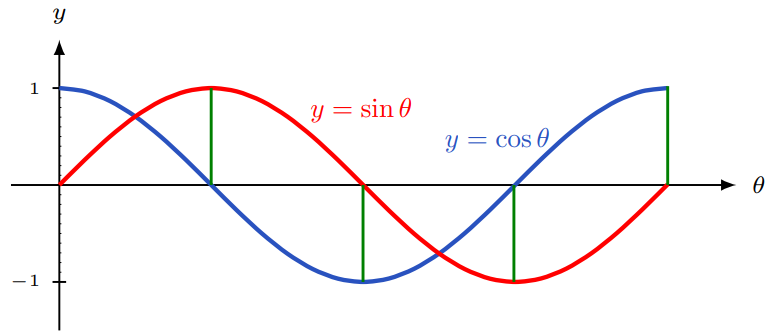 y
1
y = sin θ
y = cos θ
θ
−1